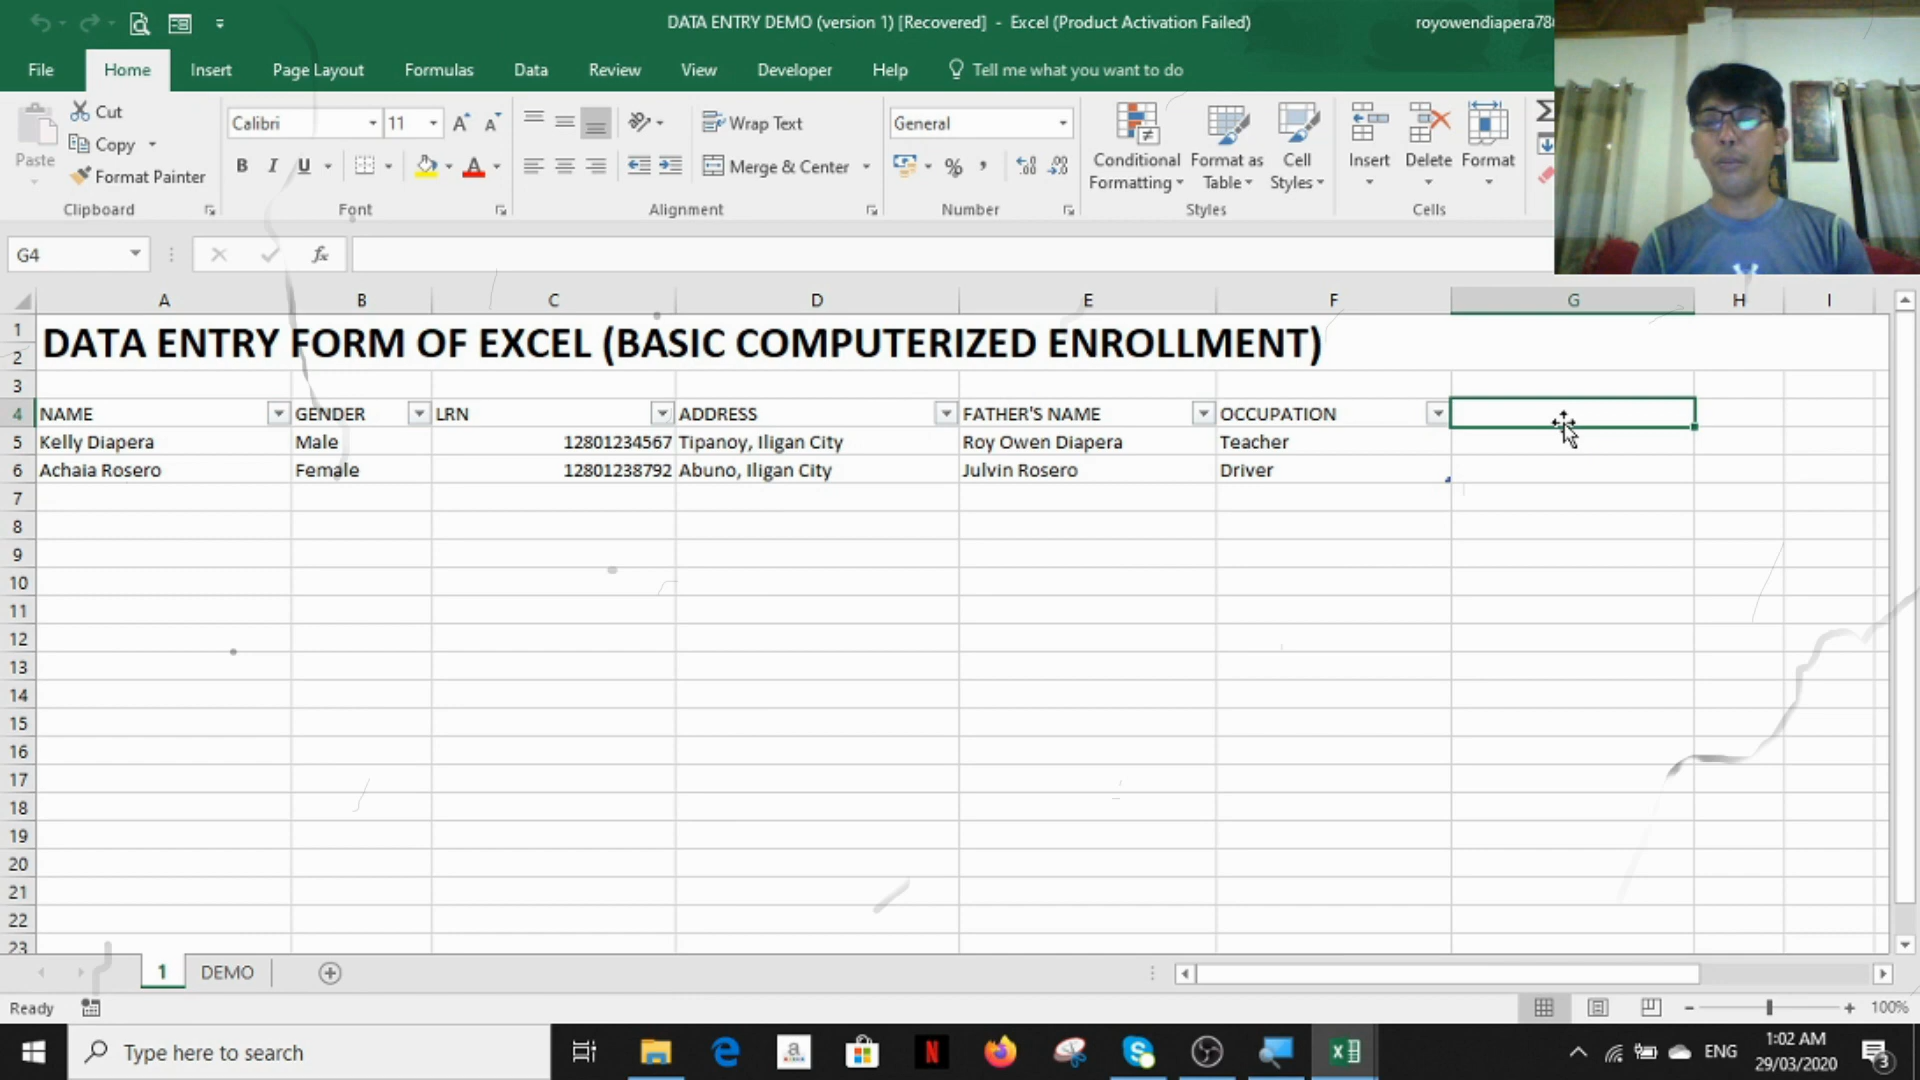 DATA ENTRY DEMO (version 1) [Recovered] - Excel (Product Activation Failed)
royowendiapera78
File Home Insert Page Layout Formulas Data Review View Developer Help Tell me what you want to do
Paste
Cut
Copy
Format Painter
Clipboard
Calibri 11
B I U
Font
Wrap Text
Merge & Center
Alignment
General
%
Number
Conditional Formatting
Format as Table
Cell Styles
Styles
Insert Delete Format
Cells
G4
fx
A B C D E F G H I
1 DATA ENTRY FORM OF EXCEL (BASIC COMPUTERIZED ENROLLMENT)
2
3
4 NAME GENDER LRN ADDRESS FATHER'S NAME OCCUPATION
5 Kelly Diapera Male 12801234567 Tipanoy, Iligan City Roy Owen Diapera Teacher
6 Achaia Rosero Female 12801238792 Abuno, Iligan City Julvin Rosero Driver
7
8
9
10
11
12
13
14
15
16
17
18
19
20
21
22
23
1 DEMO
Ready
100%
Type here to search
ENG
1:02 AM
29/03/2020
3